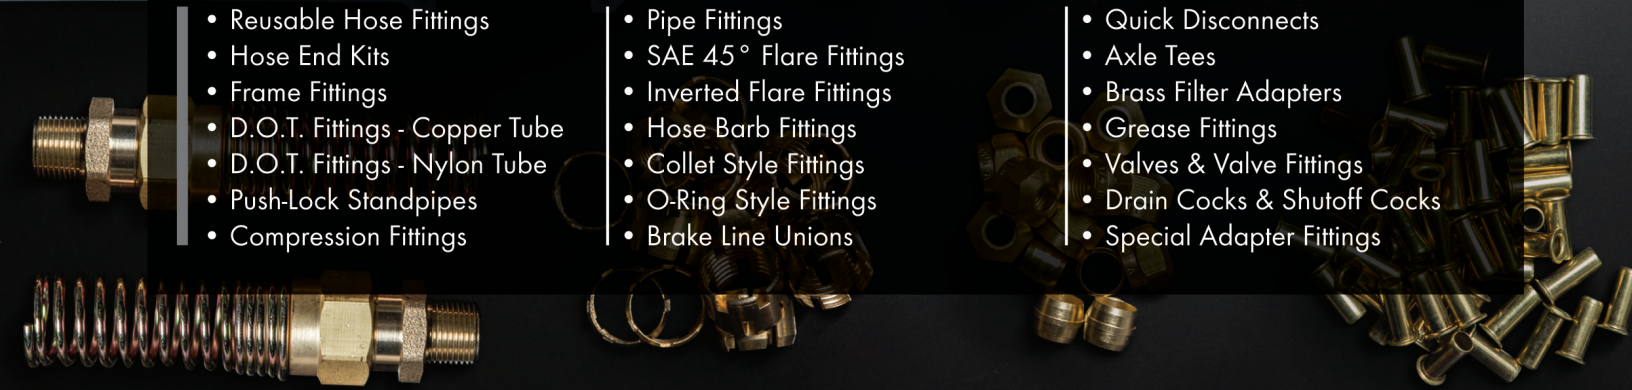 • Reusable Hose Fittings
• Hose End Kits
• Frame Fittings
• D.O.T. Fittings - Copper Tube
• D.O.T. Fittings - Nylon Tube
• Push-Lock Standpipes
• Compression Fittings
• Pipe Fittings
• SAE 45° Flare Fittings
• Inverted Flare Fittings
• Hose Barb Fittings
• Collet Style Fittings
• O-Ring Style Fittings
• Brake Line Unions
• Quick Disconnects
• Axle Tees
• Brass Filter Adapters
• Grease Fittings
• Valves & Valve Fittings
• Drain Cocks & Shutoff Cocks
• Special Adapter Fittings